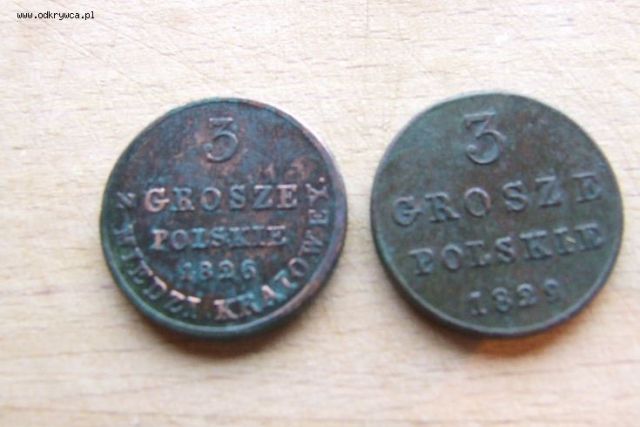 www.odkrywca.pl
3
GROSZE
POLSKIE
1826
Z MIEDZI KRAIOWEY.
3
GROSZE
POLSKIE
1829